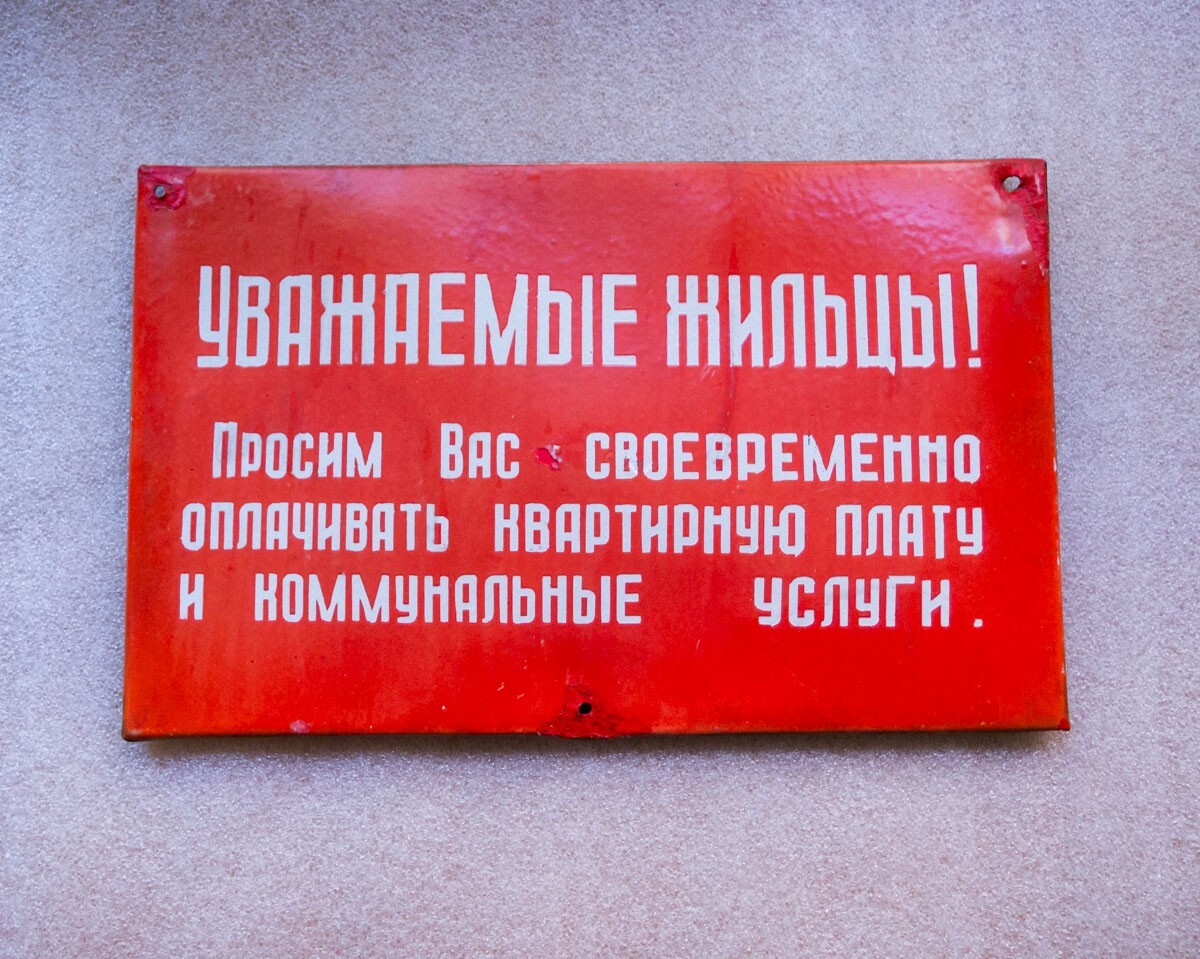 Уважаемые жильцы!
Просим Вас своевременно
оплачивать квартирную плату
и коммунальные услуги.